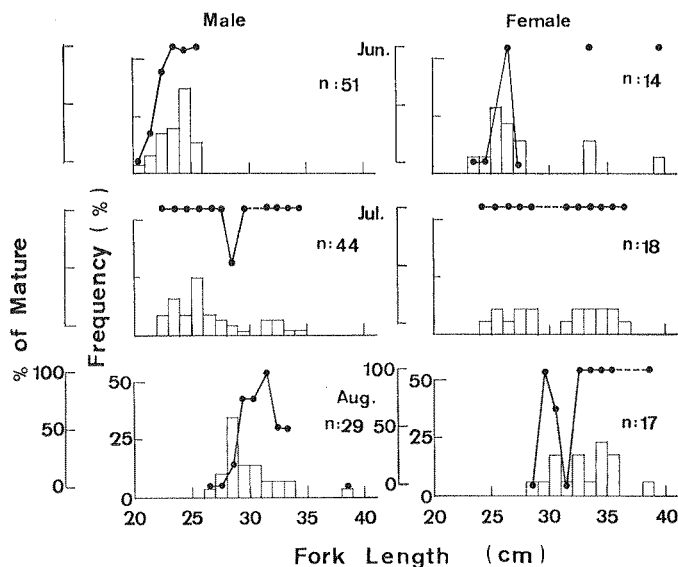 Male Female
Jun.
n:51 n:14
Jul.
n:44 n:18
% of Mature
Frequency (%)
100 50 100 50
Aug.
50 25 n:29 50 25 n:17
0 0 0 0
20 25 30 35 40 20 25 30 35 40
Fork Length (cm)